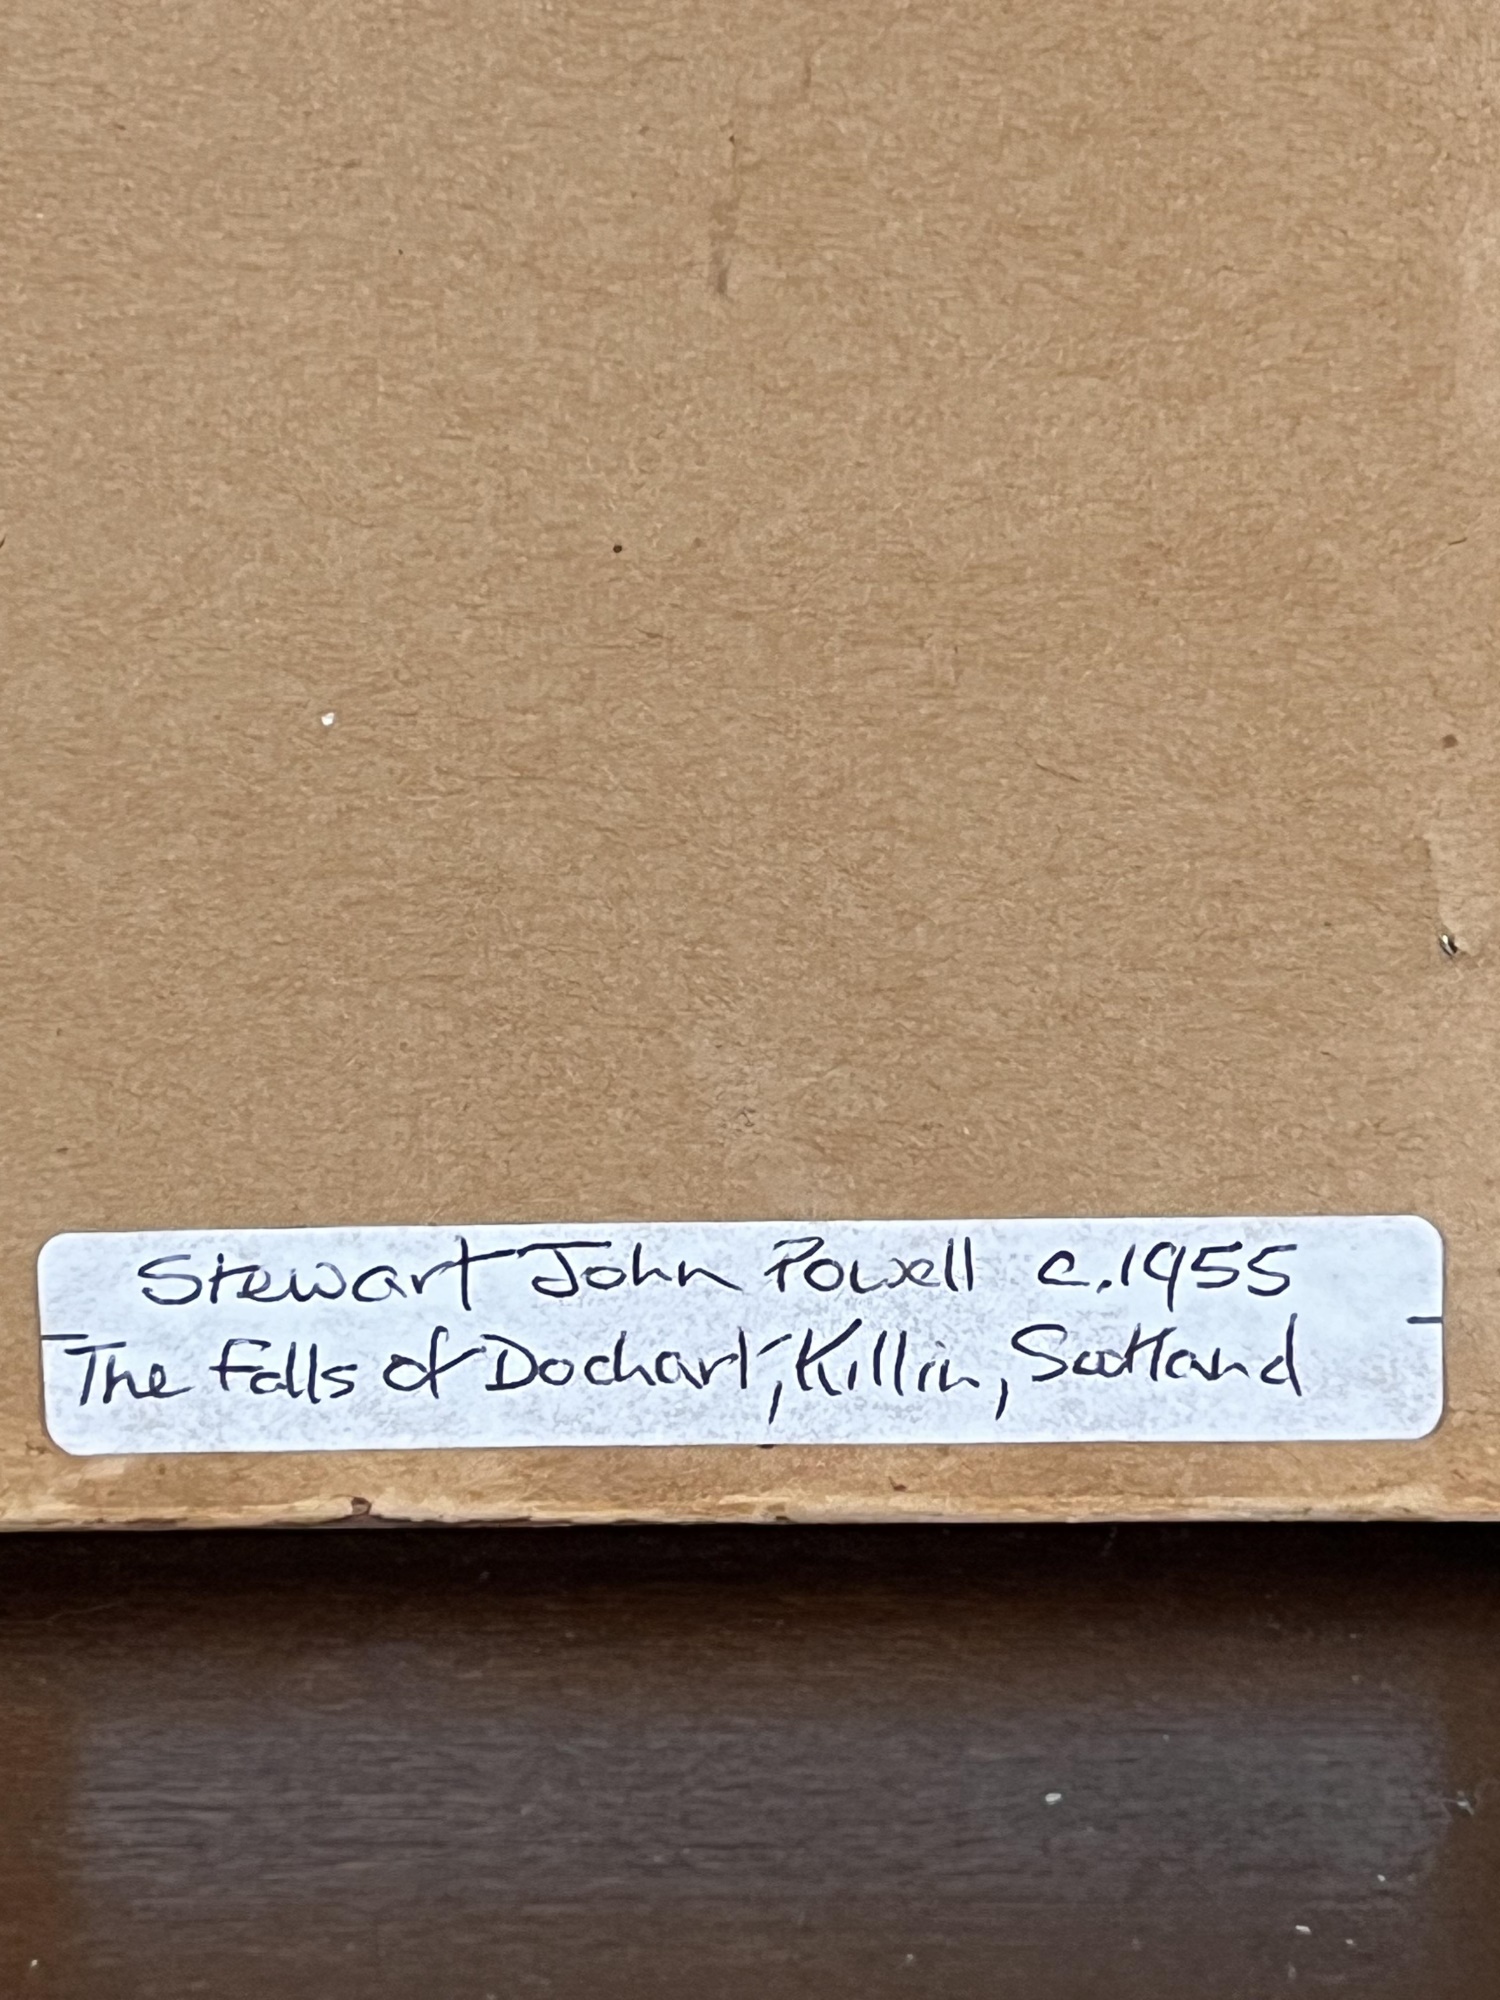 Stewart John Powell c.1955
The Falls of Dochart, Killin, Scotland